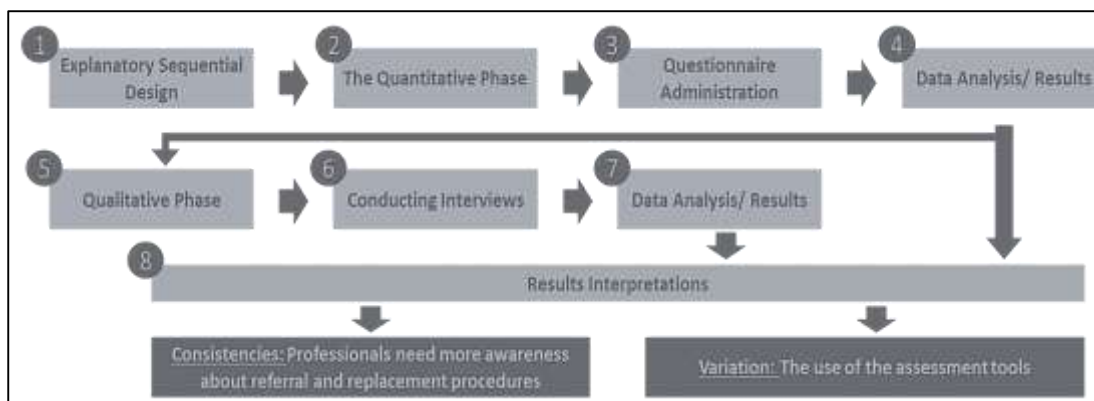 1
Explanatory Sequential
Design
2
The Quantitative Phase
3
Questionnaire
Administration
4
Data Analysis/ Results
5
Qualitative Phase
6
Conducting Interviews
7
Data Analysis/ Results
8
Results Interpretations
Consistencies: Professionals need more awareness
about referral and replacement procedures
Variation: The use of the assessment tools